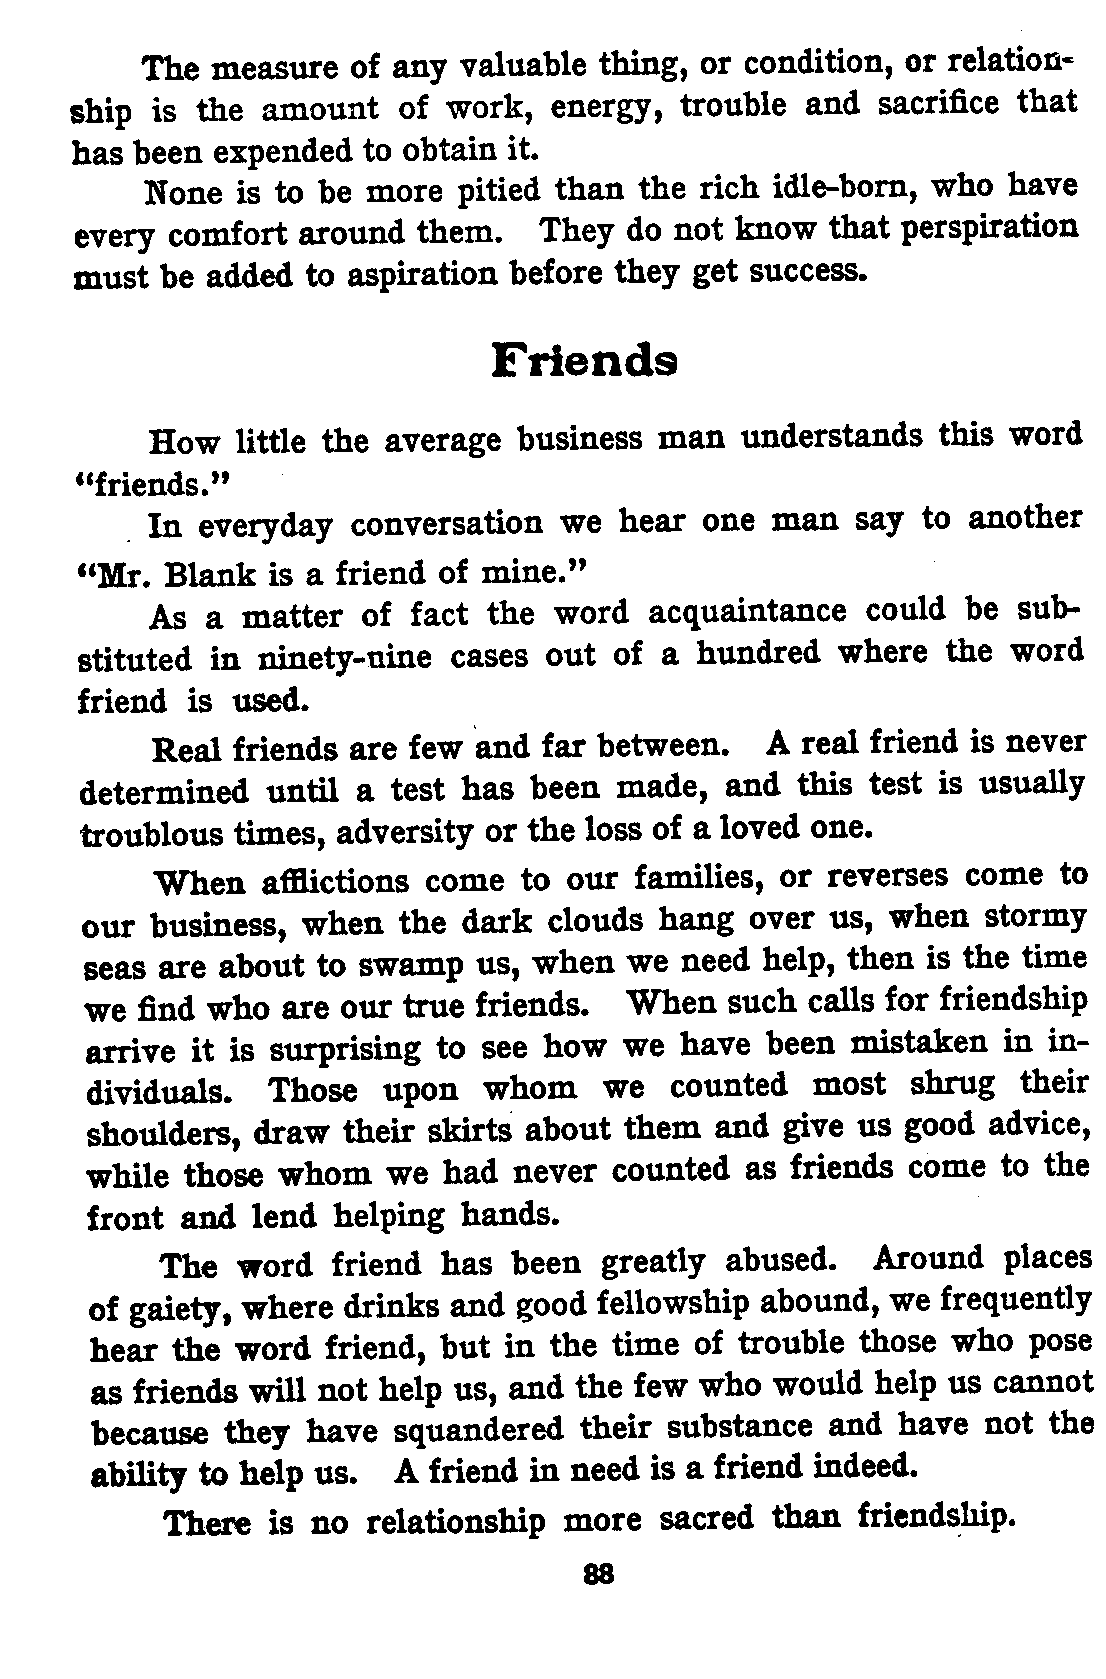 The measure of any valuable thing, or condition, or relation-
ship is the amount of work, energy, trouble and sacrifice that
has been expended to obtain it.
None is to be more pitied than the rich idle-born, who have
every comfort around them. They do not know that perspiration
must be added to aspiration before they get success.
Friends
How little the average business man understands this word
“friends.”
In everyday conversation we hear one man say to another
“Mr. Blank is a friend of mine.”
As a matter of fact the word acquaintance could be sub-
stituted in ninety-nine cases out of a hundred where the word
friend is used.
Real friends are few and far between. A real friend is never
determined until a test has been made, and this test is usually
troublous times, adversity or the loss of a loved one.
When afflictions come to our families, or reverses come to
our business, when the dark clouds hang over us, when stormy
seas are about to swamp us, when we need help, then is the time
we find who are our true friends. When such calls for friendship
arrive it is surprising to see how we have been mistaken in in-
dividuals. Those upon whom we counted most shrug their
shoulders, draw their skirts about them and give us good advice,
while those whom we had never counted as friends come to the
front and lend helping hands.
The word friend has been greatly abused. Around places
of gaiety, where drinks and good fellowship abound, we frequently
hear the word friend, but in the time of trouble those who pose
as friends will not help us, and the few who would help us cannot
because they have squandered their substance and have not the
ability to help us. A friend in need is a friend indeed.
There is no relationship more sacred than friendship.
88